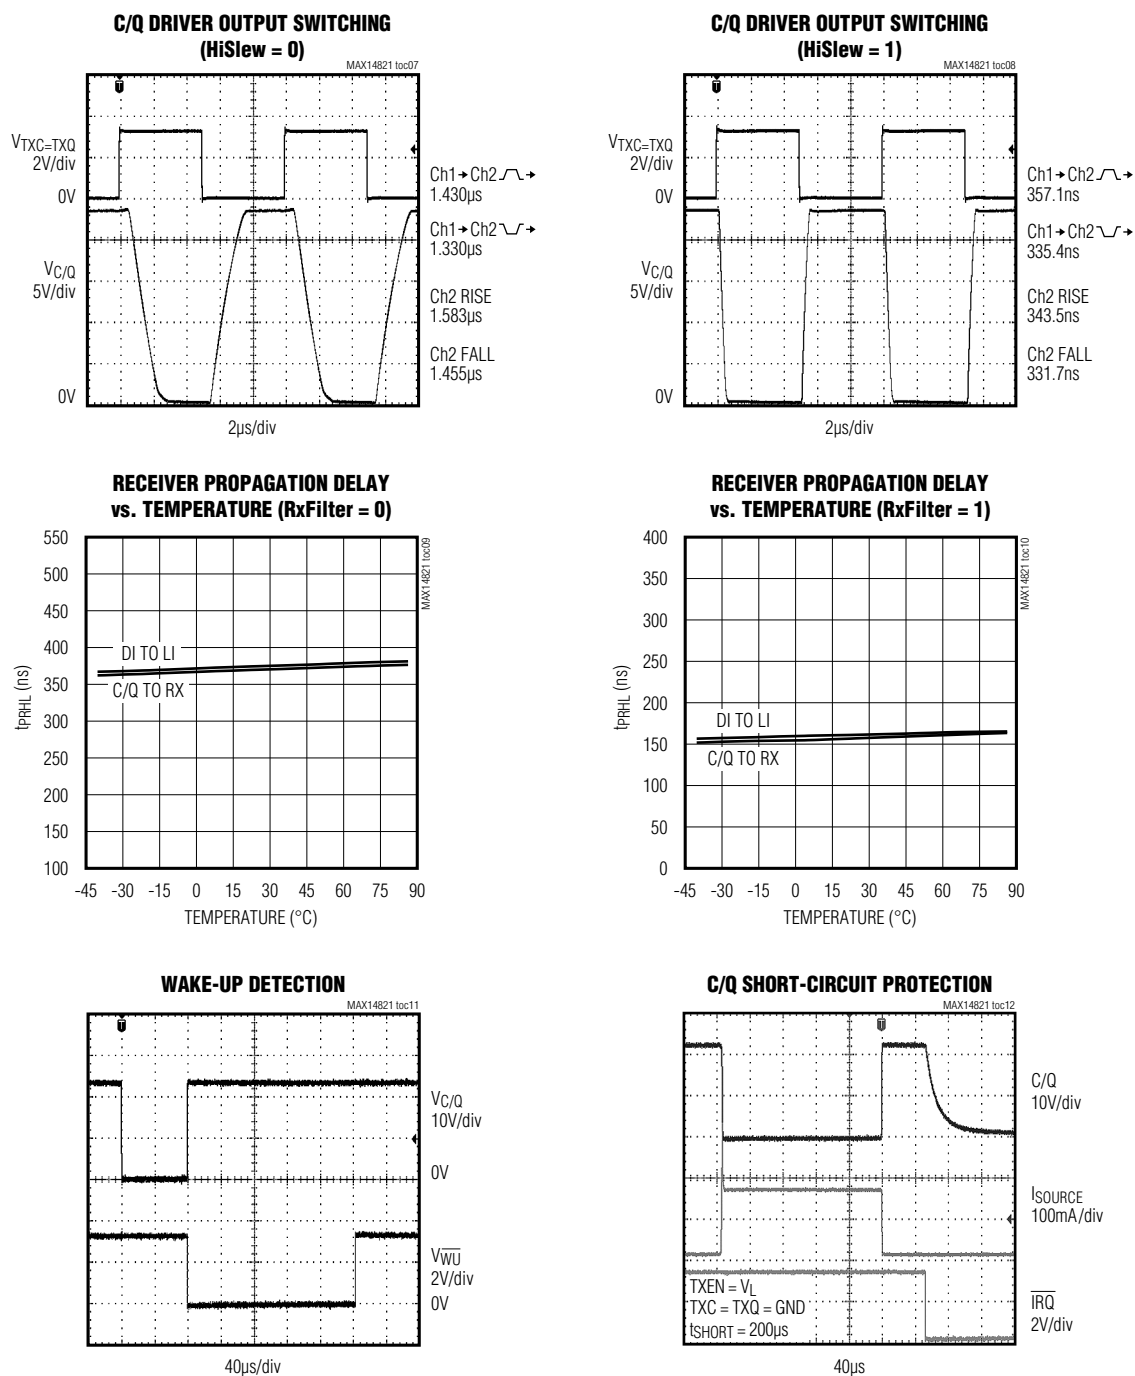 C/Q DRIVER OUTPUT SWITCHING
(HiSlew = 0)
MAX14821 toc07
VTXC=TXQ
2V/div
0V
VC/Q
5V/div
0V
Ch1→Ch2 →
1.430µs
Ch1→Ch2 →
1.330µs
Ch2 RISE
1.583µs
Ch2 FALL
1.455µs
2µs/div
C/Q DRIVER OUTPUT SWITCHING
(HiSlew = 1)
MAX14821 toc08
VTXC=TXQ
2V/div
0V
VC/Q
5V/div
0V
Ch1→Ch2 →
357.1ns
Ch1→Ch2 →
335.4ns
Ch2 RISE
343.5ns
Ch2 FALL
331.7ns
2µs/div
RECEIVER PROPAGATION DELAY
vs. TEMPERATURE (RxFilter = 0)
MAX14821 toc09
tPRHL (ns)
550
500
450
400
350
300
250
200
150
100
DI TO LI
C/Q TO RX
-45 -30 -15 0 15 30 45 60 75 90
TEMPERATURE (°C)
RECEIVER PROPAGATION DELAY
vs. TEMPERATURE (RxFilter = 1)
MAX14821 toc10
tPRHL (ns)
400
350
300
250
200
150
100
50
0
DI TO LI
C/Q TO RX
-45 -30 -15 0 15 30 45 60 75 90
TEMPERATURE (°C)
WAKE-UP DETECTION
MAX14821 toc11
VC/Q
10V/div
0V
VW̅U̅
2V/div
0V
40µs/div
C/Q SHORT-CIRCUIT PROTECTION
MAX14821 toc12
C/Q
10V/div
ISOURCE
100mA/div
I̅R̅Q̅
2V/div
TXEN = VL
TXC = TXQ = GND
tSHORT = 200µs
40µs